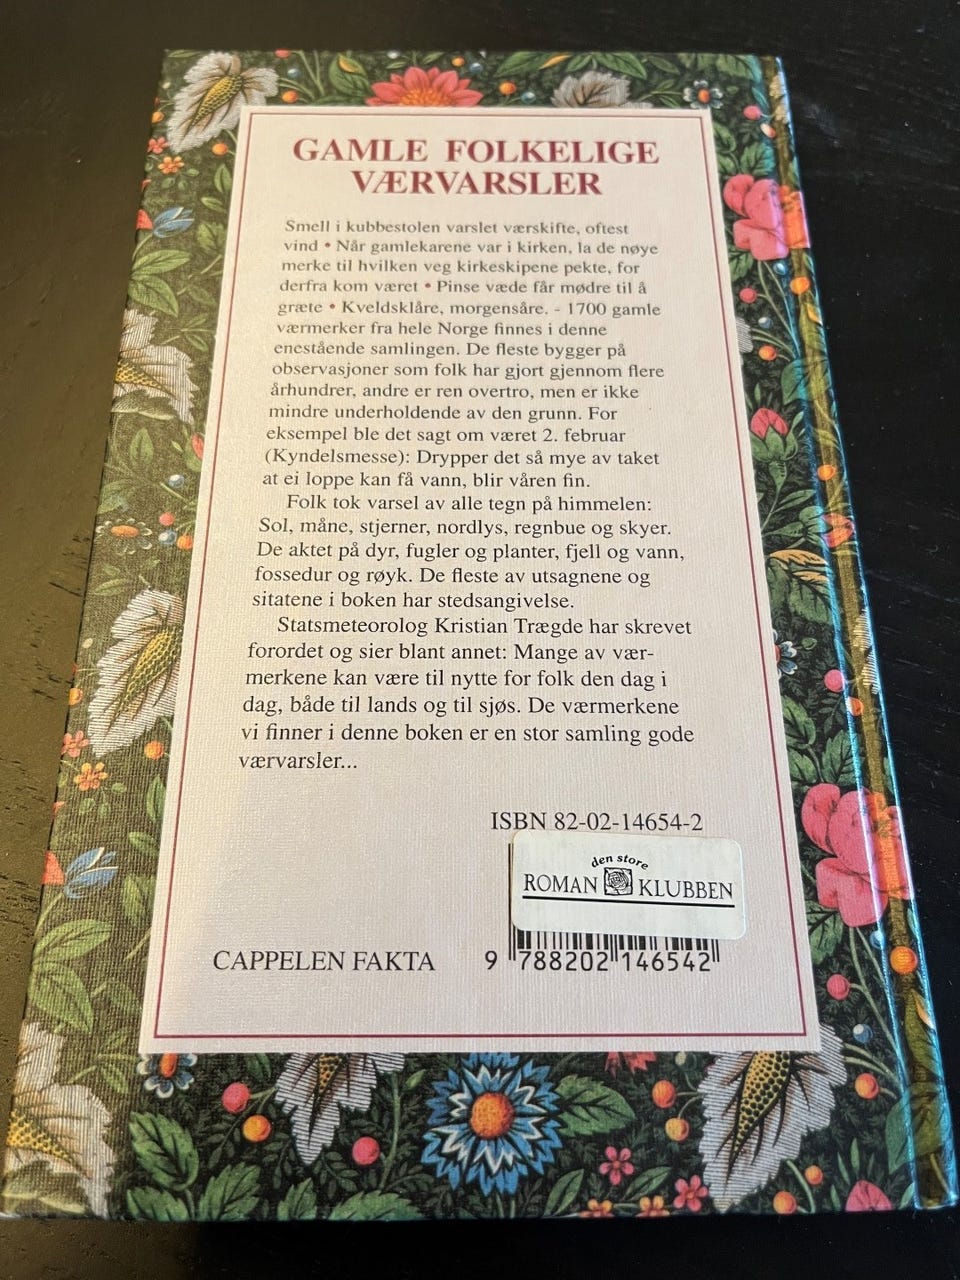 GAMLE FOLKELIGE
VÆRVARSLER
Smell i kubbestolen varslet værskifte, oftest
vind • Når gamlekarene var i kirken, la de nøye
merke til hvilken veg kirkeskipene pekte, for
derfra kom været • Pinse væde får mødre til å
græte • Kveldsklåre, morgensåre. - 1700 gamle
værmerker fra hele Norge finnes i denne
enestående samlingen. De fleste bygger på
observasjoner som folk har gjort gjennom flere
århundrer, andre er ren overtro, men er ikke
mindre underholdende av den grunn. For
eksempel ble det sagt om været 2. februar
(Kyndelsmesse): Drypper det så mye av taket
at ei loppe kan få vann, blir våren fin.
Folk tok varsel av alle tegn på himmelen:
Sol, måne, stjerner, nordlys, regnbue og skyer.
De aktet på dyr, fugler og planter, fjell og vann,
fossedur og røyk. De fleste av utsagnene og
sitatene i boken har stedsangivelse.
Statsmeteorolog Kristian Trægde har skrevet
forordet og sier blant annet: Mange av vær-
merkene kan være til nytte for folk den dag i
dag, både til lands og til sjøs. De værmerkene
vi finner i denne boken er en stor samling gode
værvarsler...
ISBN 82-02-14654-2
den store
ROMAN KLUBBEN
CAPPELEN FAKTA
9 788202 146542